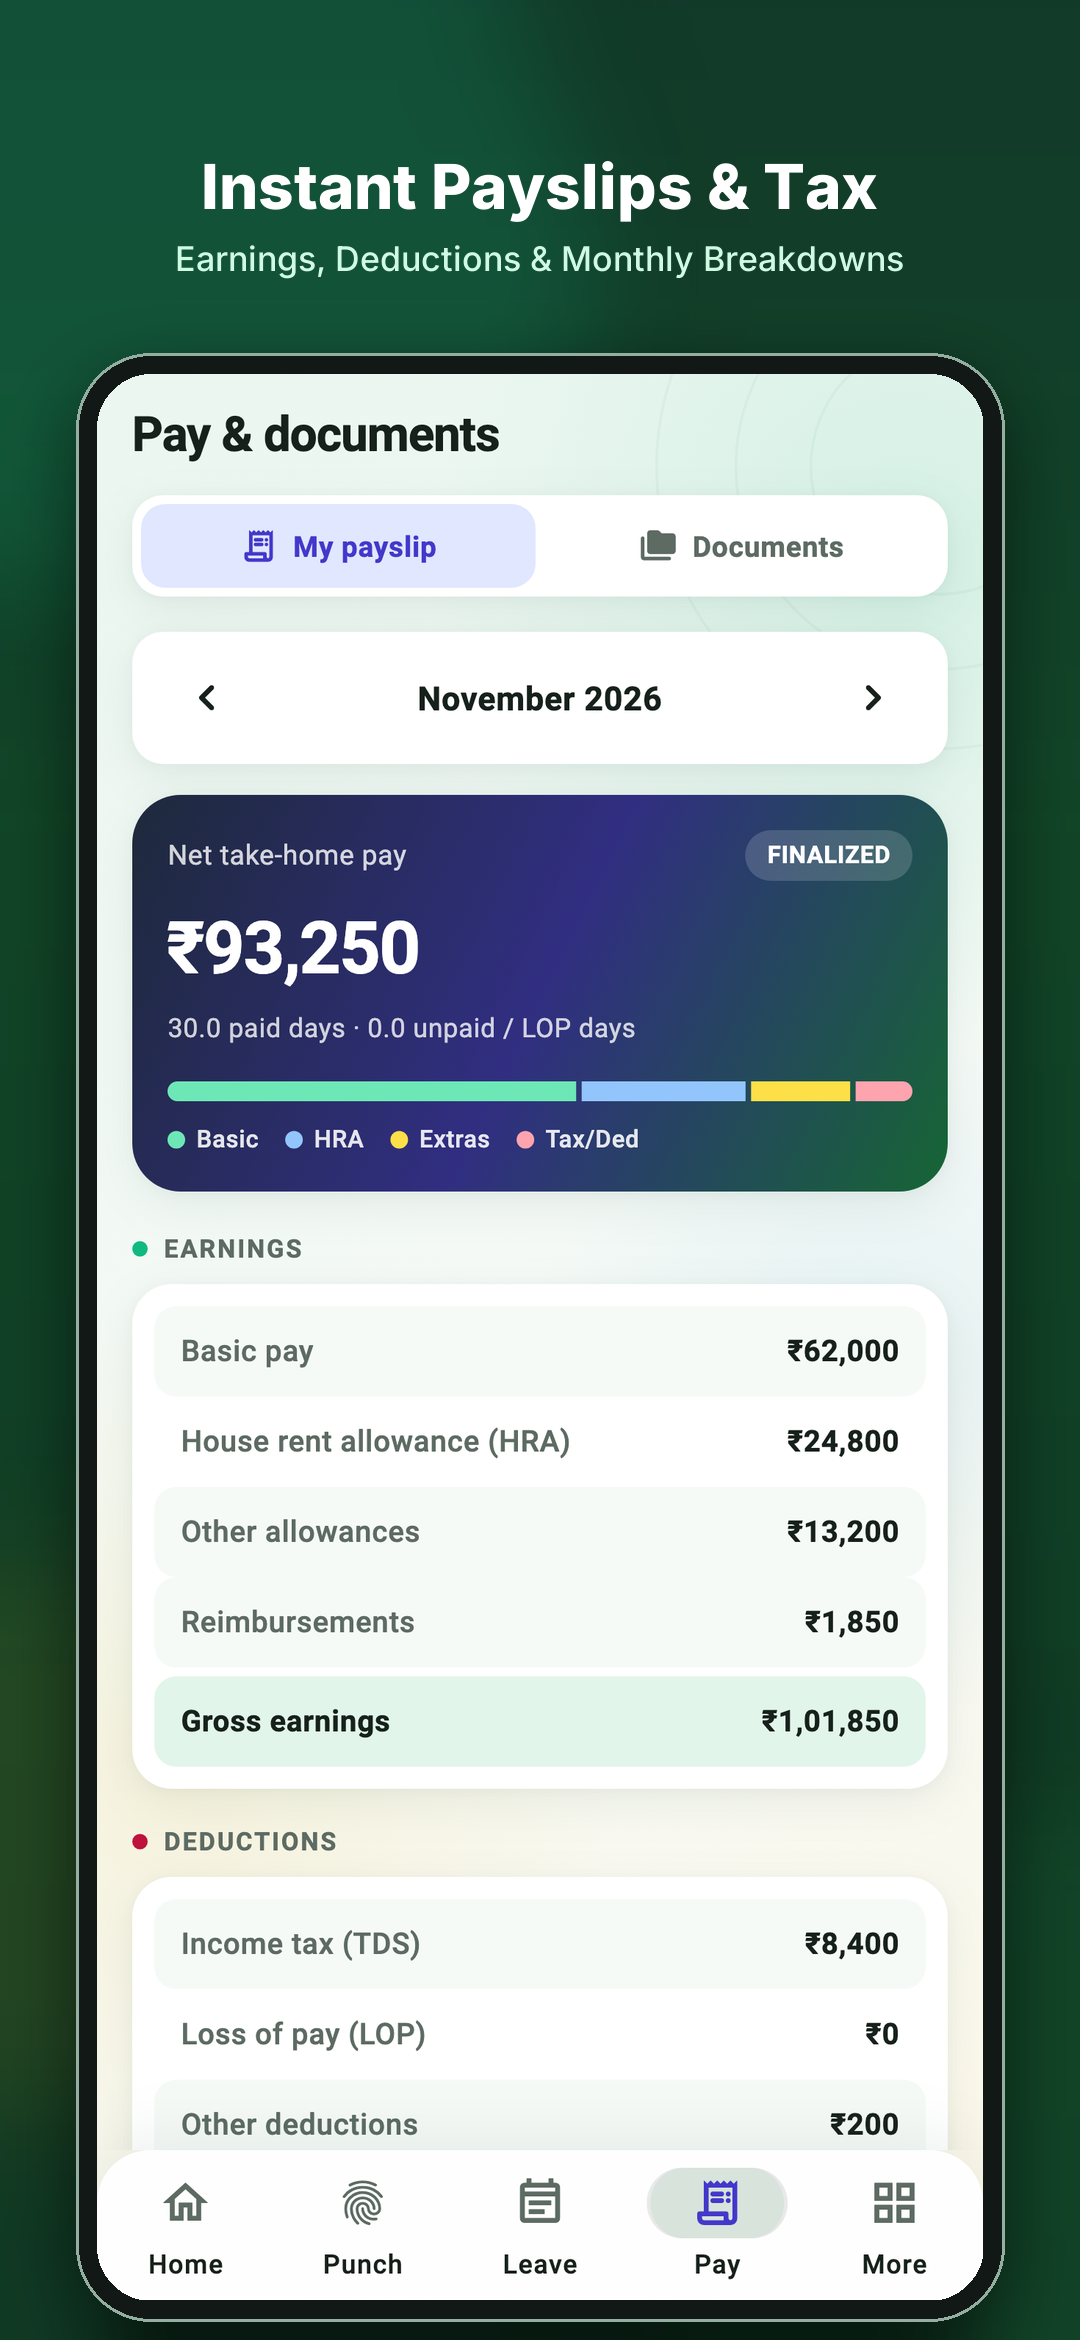 Instant Payslips & Tax
Earnings, Deductions & Monthly Breakdowns
Pay & documents
My payslip
Documents
November 2026
Net take-home pay
FINALIZED
₹93,250
30.0 paid days · 0.0 unpaid / LOP days
Basic
HRA
Extras
Tax/Ded
EARNINGS
Basic pay ₹62,000
House rent allowance (HRA) ₹24,800
Other allowances ₹13,200
Reimbursements ₹1,850
Gross earnings ₹1,01,850
DEDUCTIONS
Income tax (TDS) ₹8,400
Loss of pay (LOP) ₹0
Other deductions ₹200
Home
Punch
Leave
Pay
More